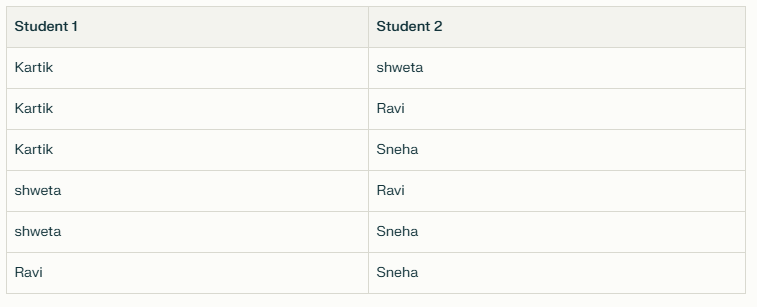 Student 1 Student 2
Kartik shweta
Kartik Ravi
Kartik Sneha
shweta Ravi
shweta Sneha
Ravi Sneha